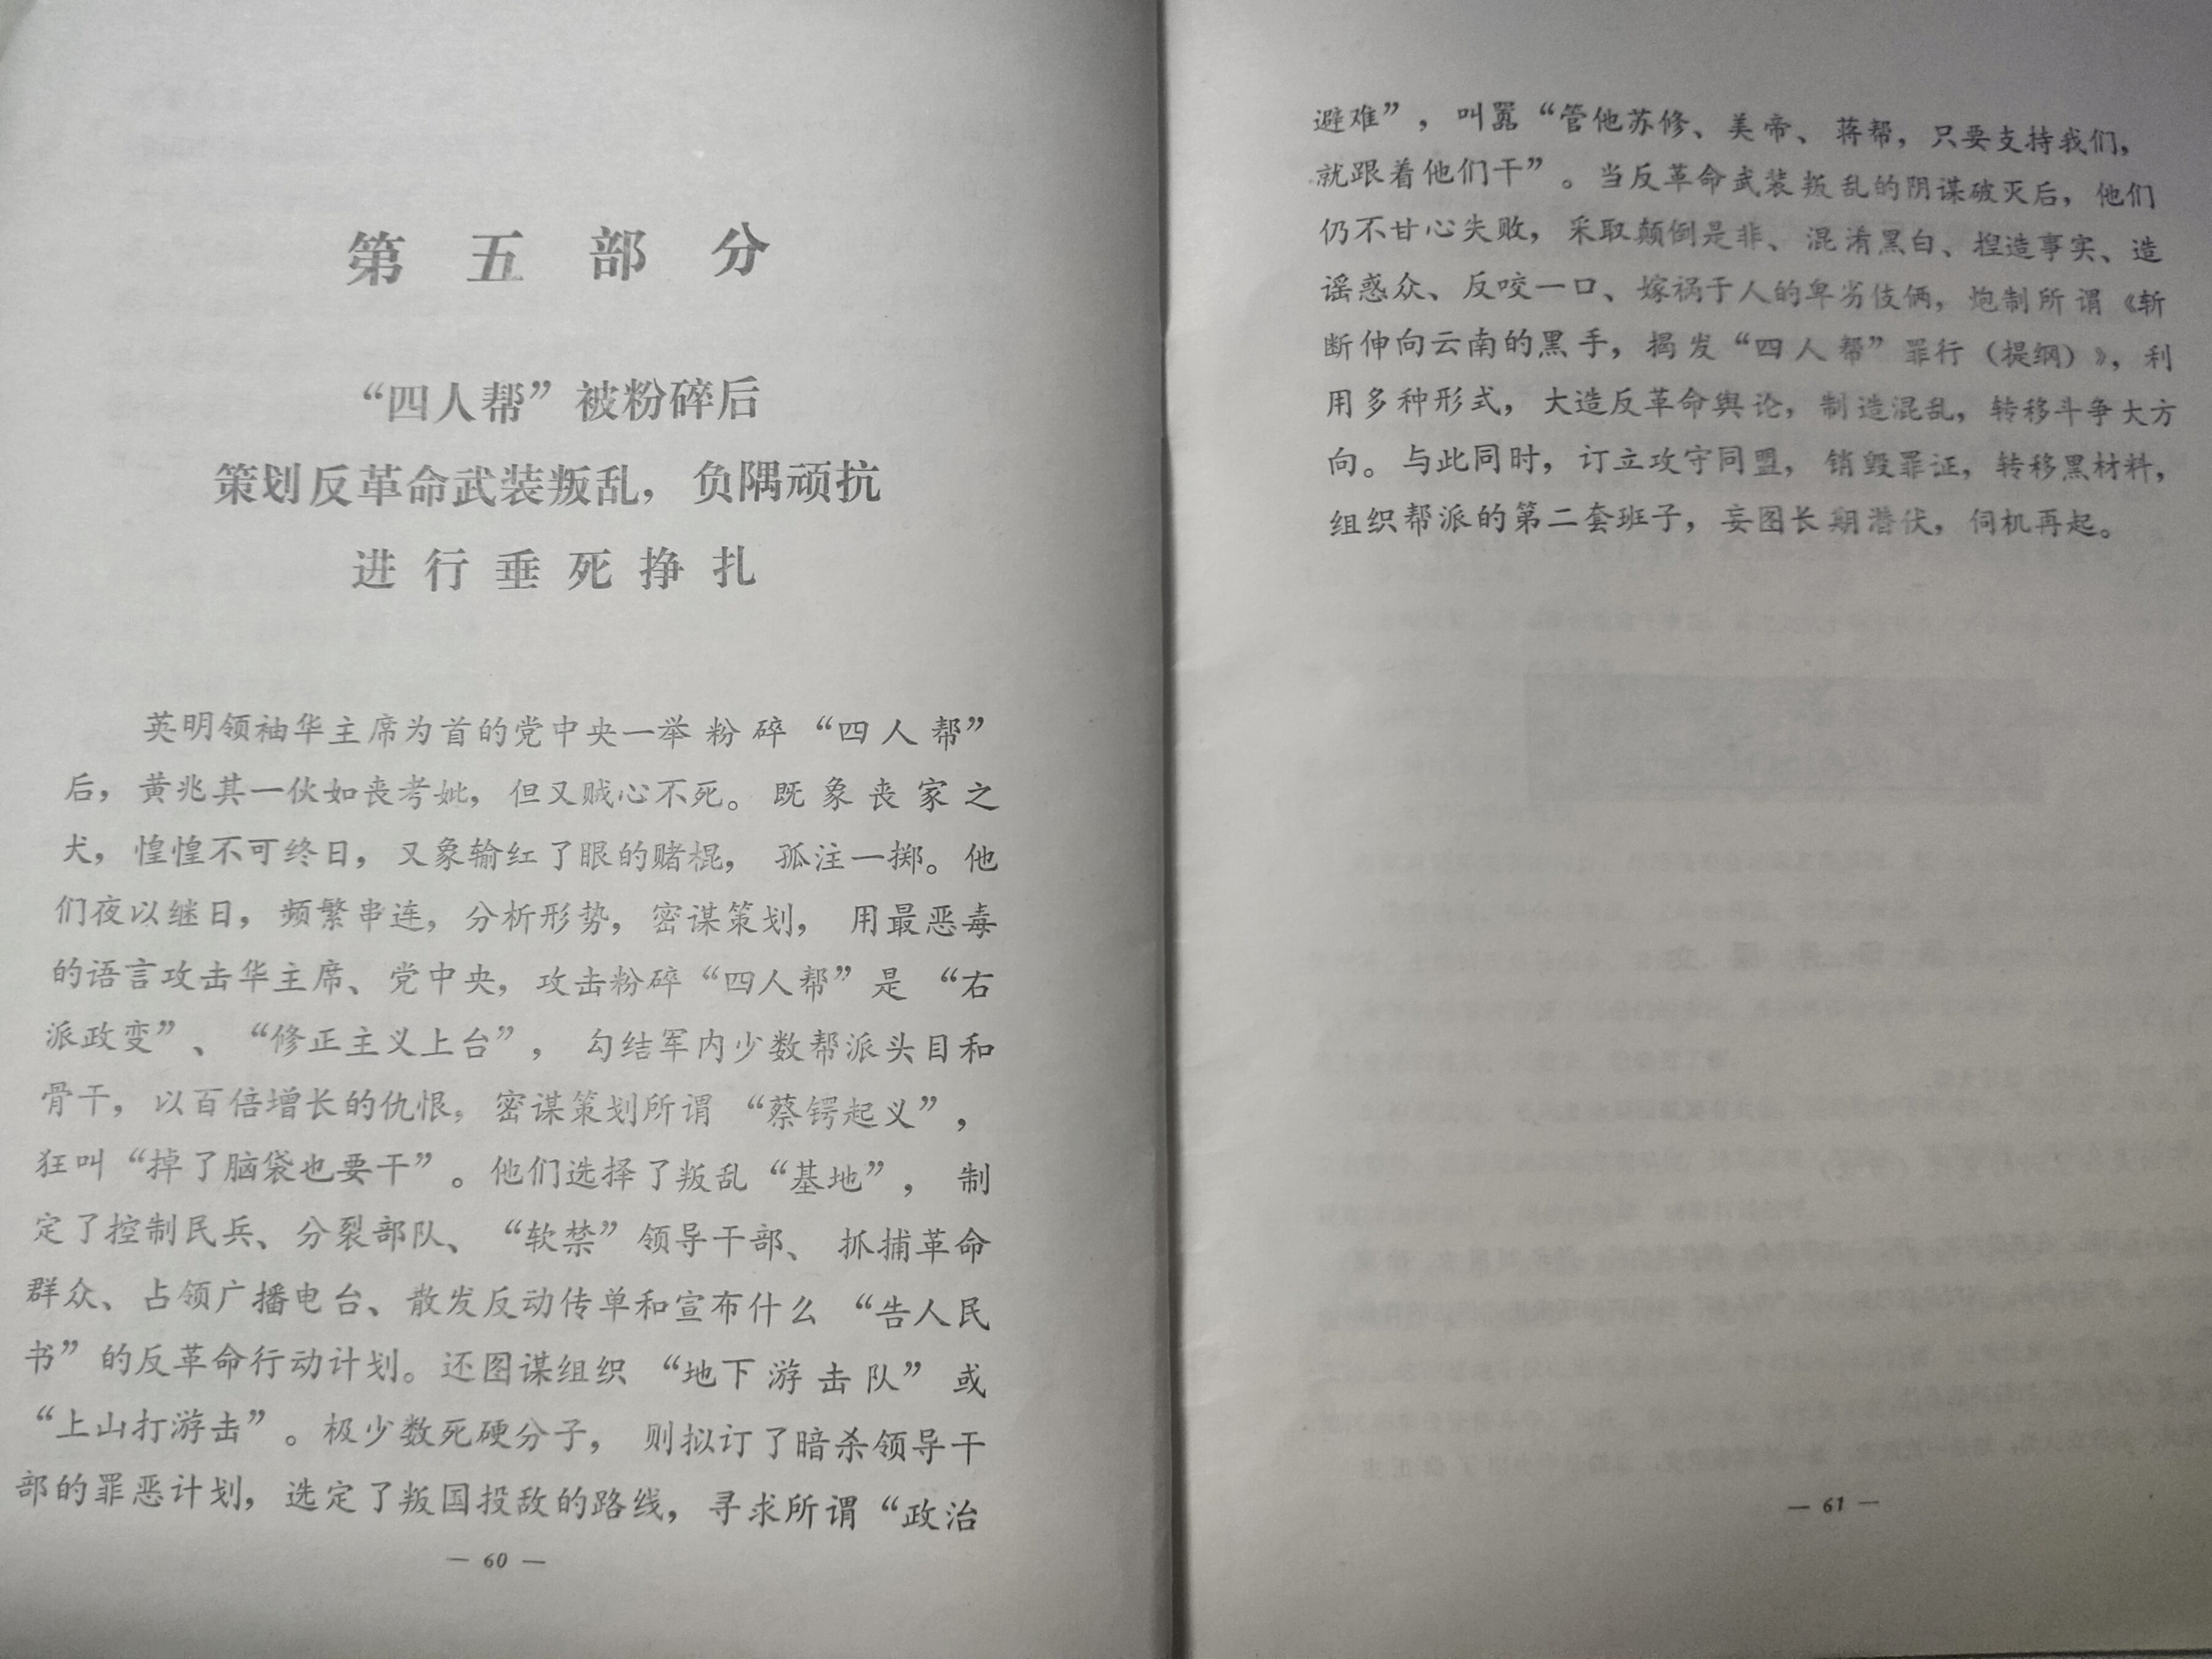 第五部分
“四人帮”被粉碎后
策划反革命武装叛乱，负隅顽抗
进行垂死挣扎
英明领袖华主席为首的党中央一举粉碎“四人帮”
后，黄兆其一伙如丧考妣，但又贼心不死。既象丧家之
犬，惶惶不可终日，又象输红了眼的赌棍，孤注一掷。他
们夜以继日，频繁串连，分析形势，密谋策划，用最恶毒
的语言攻击华主席、党中央，攻击粉碎“四人帮”是“右
派政变”、“修正主义上台”，勾结军内少数帮派头目和
骨干，以百倍增长的仇恨，密谋策划所谓“蔡锷起义”，
狂叫“掉了脑袋也要干”。他们选择了叛乱“基地”，制
定了控制民兵、分裂部队、“软禁”领导干部、抓捕革命
群众、占领广播电台、散发反动传单和宣布什么“告人民
书”的反革命行动计划。还图谋组织“地下游击队”或
“上山打游击”。极少数死硬分子，则拟订了暗杀领导干
部的罪恶计划，选定了叛国投敌的路线，寻求所谓“政治
— 60 —
避难”，叫嚣“管他苏修、美帝、蒋帮，只要支持我们，
就跟着他们干”。当反革命武装叛乱的阴谋破灭后，他们
仍不甘心失败，采取颠倒是非、混淆黑白、捏造事实、造
谣惑众、反咬一口、嫁祸于人的卑劣伎俩，炮制所谓《斩
断伸向云南的黑手，揭发“四人帮”罪行（提纲）》，利
用多种形式，大造反革命舆论，制造混乱，转移斗争大方
向。与此同时，订立攻守同盟，销毁罪证，转移黑材料，
组织帮派的第二套班子，妄图长期潜伏，伺机再起。
— 61 —